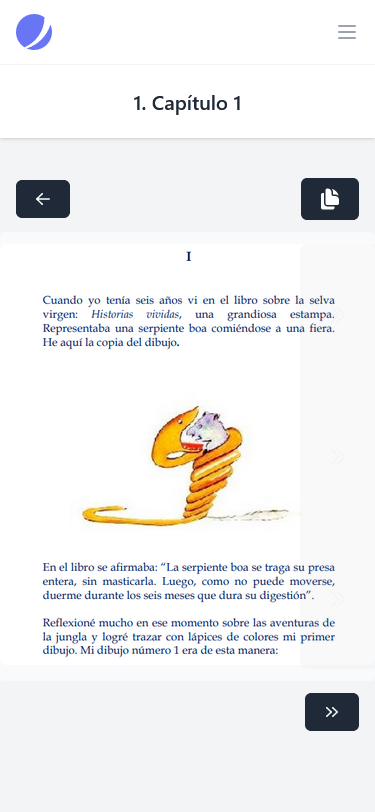 1. Capítulo 1
I
Cuando yo tenía seis años vi en el libro sobre la selva
virgen: Historias vividas, una grandiosa estampa.
Representaba una serpiente boa comiéndose a una fiera.
He aquí la copia del dibujo.
En el libro se afirmaba: “La serpiente boa se traga su presa
entera, sin masticarla. Luego, como no puede moverse,
duerme durante los seis meses que dura su digestión”.
Reflexioné mucho en ese momento sobre las aventuras de
la jungla y logré trazar con lápices de colores mi primer
dibujo. Mi dibujo número 1 era de esta manera: